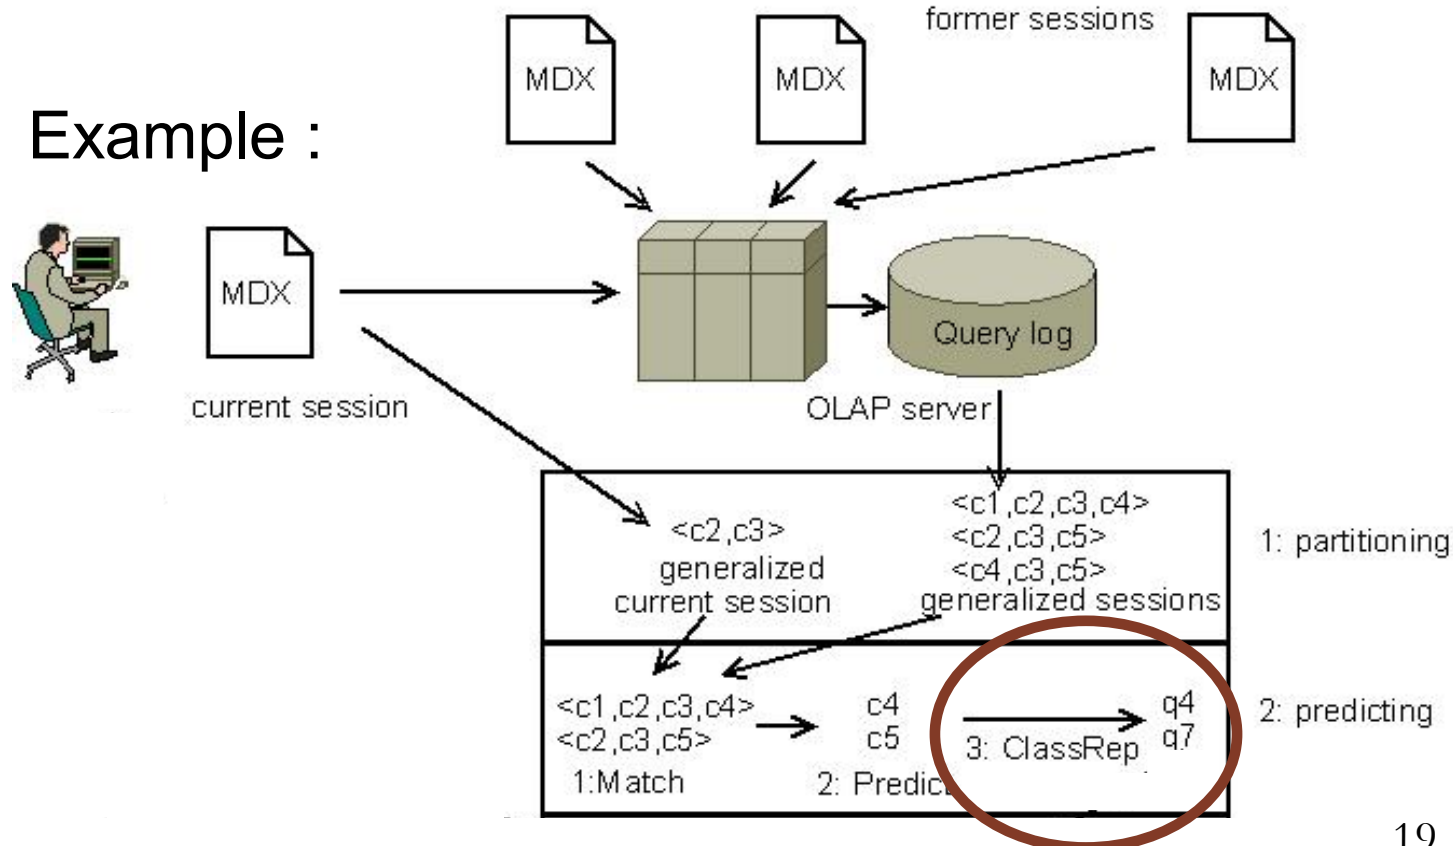 former sessions
MDX
MDX
MDX
Example :
MDX
Query log
current session
OLAP server
<c2,c3>
generalized
current session
<c1,c2,c3,c4>
<c2,c3,c5>
<c4,c3,c5>
generalized sessions
1: partitioning
<c1,c2,c3,c4>
<c2,c3,c5>
1:Match
c4
c5
2: Predict
3: ClassRep
q4
q7
2: predicting
19